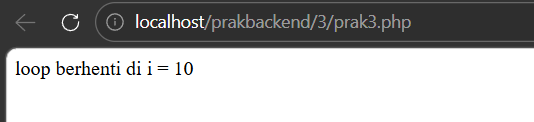 localhost/prakbackend/3/prak3.php
loop berhenti di i = 10